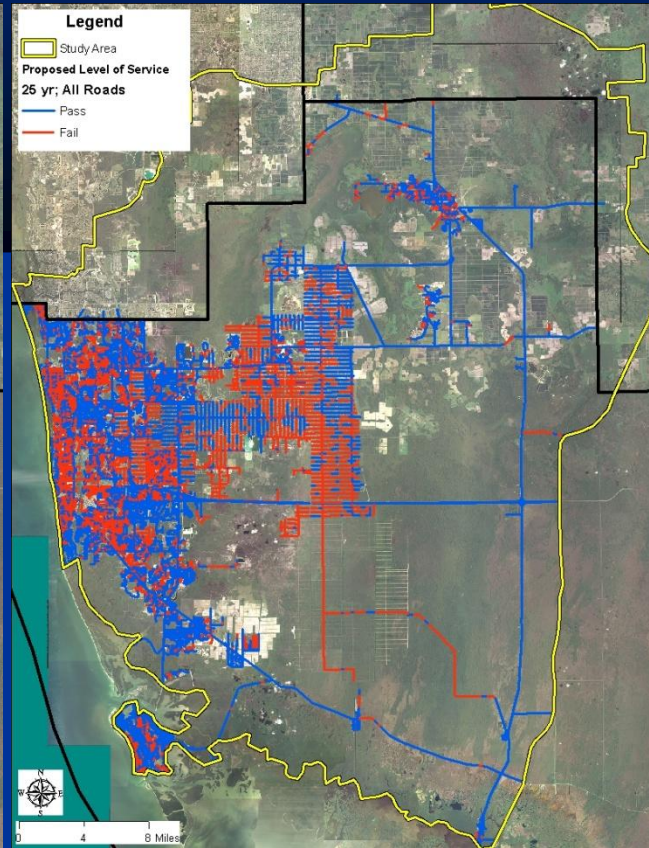 Legend
Study Area
Proposed Level of Service
25 yr; All Roads
Pass
Fail
N
W E
S
0 4 8 Miles